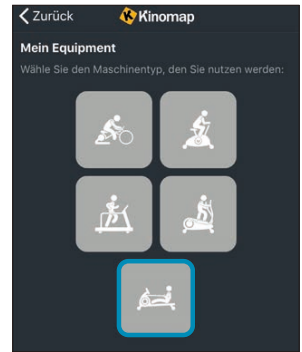 Zurück
Kinomap
Mein Equipment
Wähle Sie den Maschinentyp, den Sie nutzen werden: